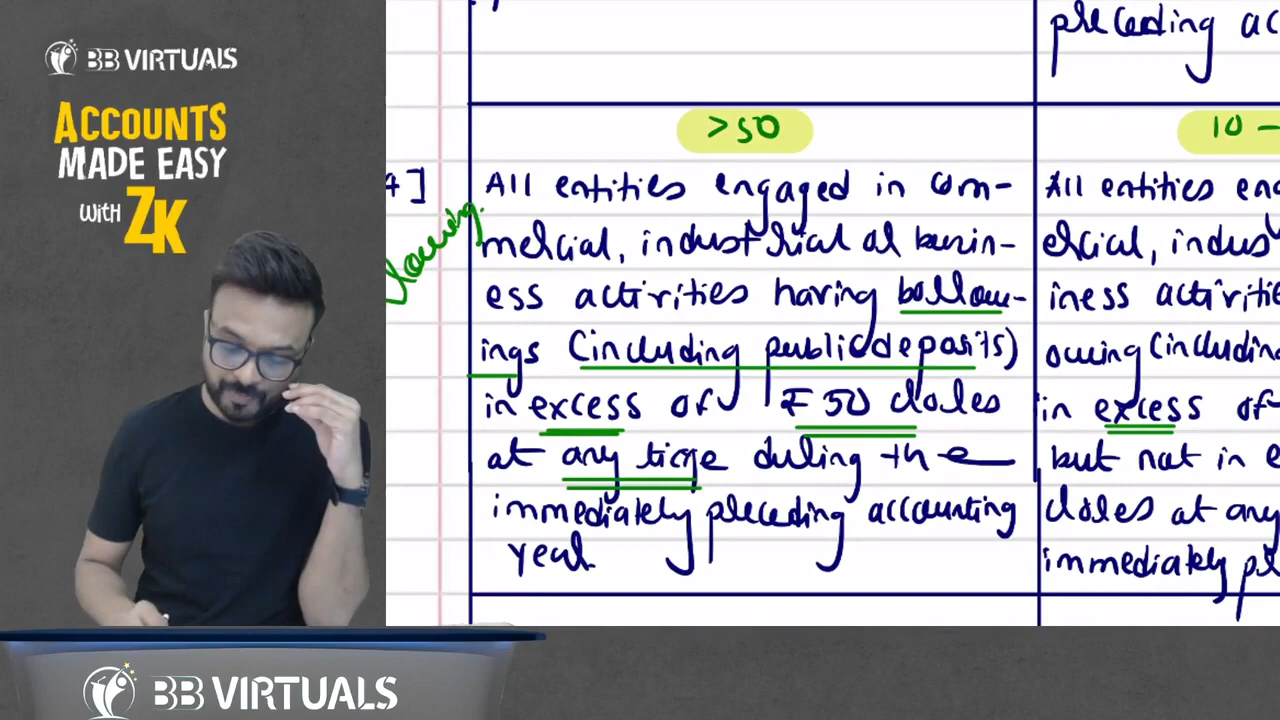 BB VIRTUALS
ACCOUNTS
MADE EASY
WITH ZK
preceding ac
>50
10 –
4]
All entities engaged in com-
mercial, industrial or busin-
ess activities having borrow-
ings (including public deposits)
in excess of ₹50 crores
at any time during the
immediately preceding accounting
year
All entities en
ercial, indus
iness activitie
owing (including
in excess of
but not in e
crores at any
immediately pr
BB VIRTUALS